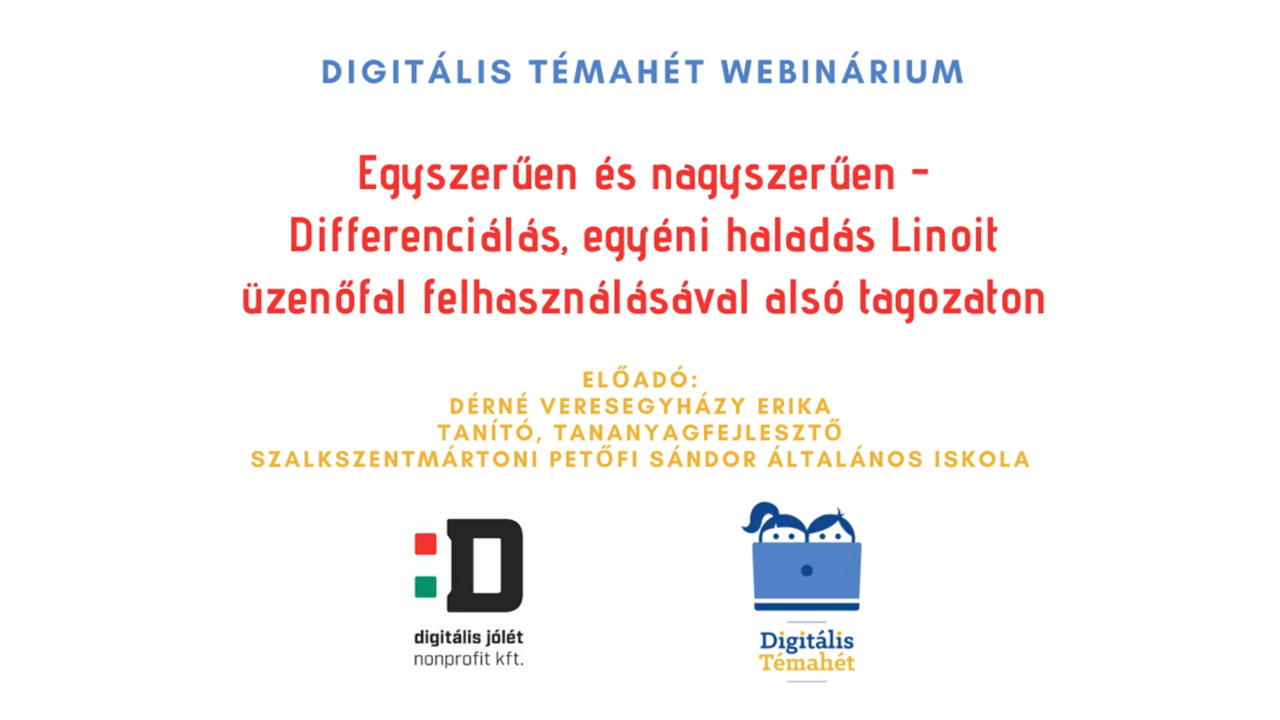 DIGITÁLIS TÉMAHÉT WEBINÁRIUM
Egyszerűen és nagyszerűen -
Differenciálás, egyéni haladás Linoit
üzenőfal felhasználásával alsó tagozaton
ELŐADÓ:
DÉRNÉ VERESEGYHÁZY ERIKA
TANÍTÓ, TANANYAGFEJLESZTŐ
SZALKSZENTMÁRTONI PETŐFI SÁNDOR ÁLTALÁNOS ISKOLA
:D
digitális jólét
nonprofit kft.
Digitális
Témahét